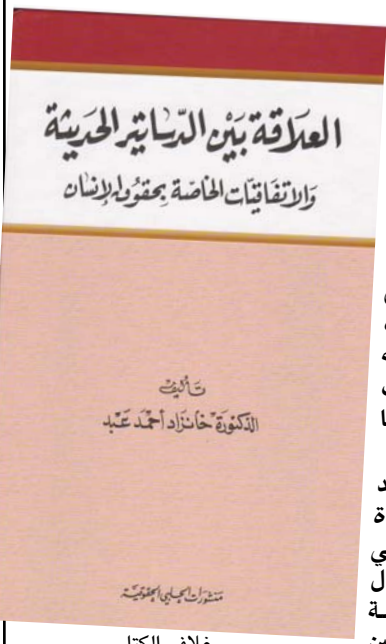 العلاقة بين الدساتير الحديثة
والاتفاقيات الخاصة بحقوق الإنسان
تأليف
الدكتورة خانزاد أحمد عبد
منشورات الحلبي الحقوقية
غلاف الكتاب